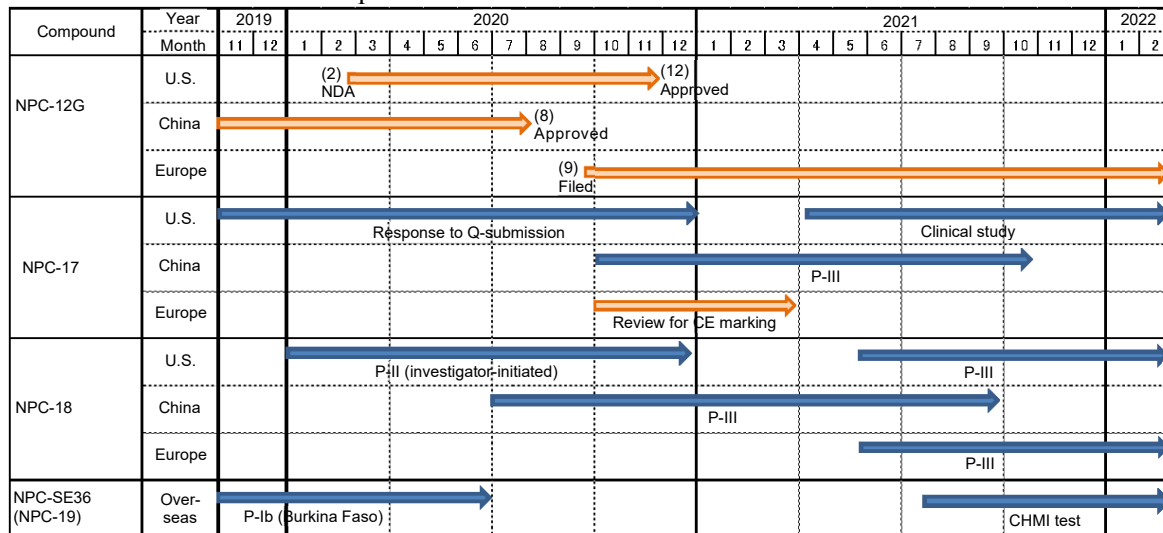 Compound Year 2019 2020 2021 2022
Month 11 12 1 2 3 4 5 6 7 8 9 10 11 12 1 2 3 4 5 6 7 8 9 10 11 12 1 2
NPC-12G
U.S. (2) NDA (12) Approved
China (8) Approved
Europe (9) Filed
NPC-17
U.S. Response to Q-submission Clinical study
China P-III
Europe Review for CE marking
NPC-18
U.S. P-II (investigator-initiated) P-III
China P-III
Europe P-III
NPC-SE36
(NPC-19)
Over-
seas
P-Ib (Burkina Faso) CHMI test